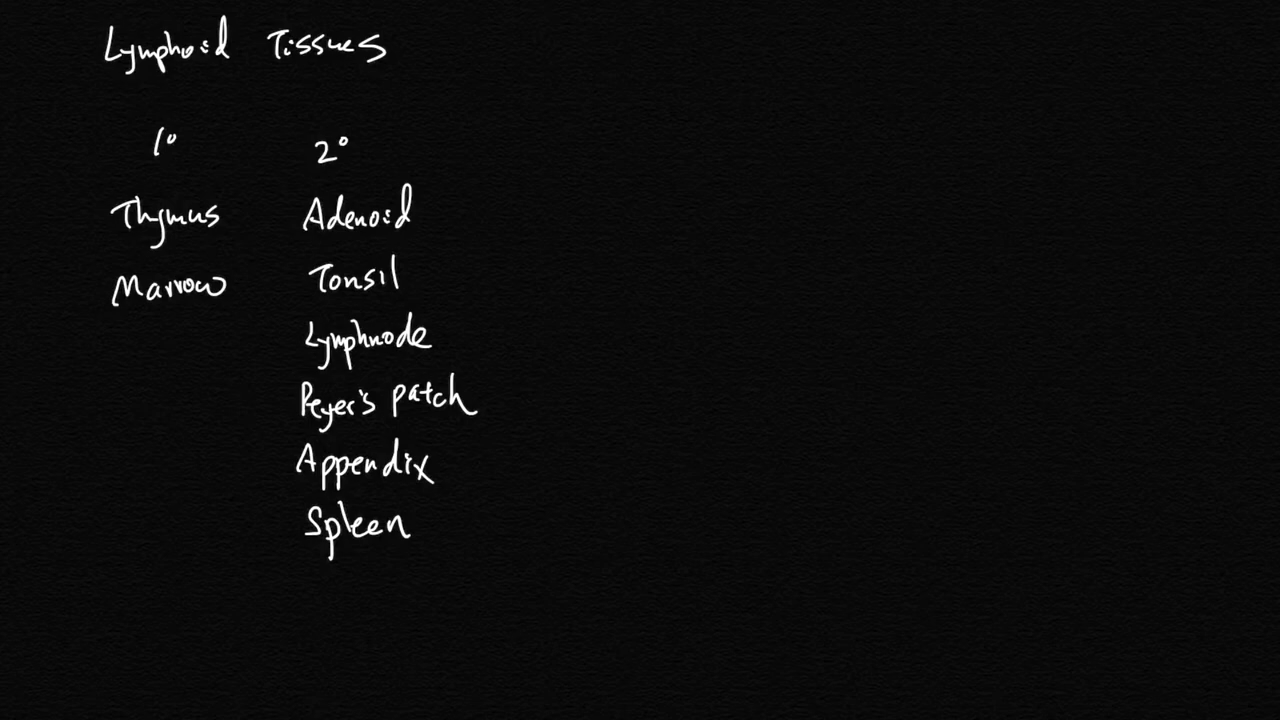 Lymphoid Tissues
1° 2°
Thymus Adenoid
Marrow Tonsil
Lymphnode
Peyer's patch
Appendix
Spleen